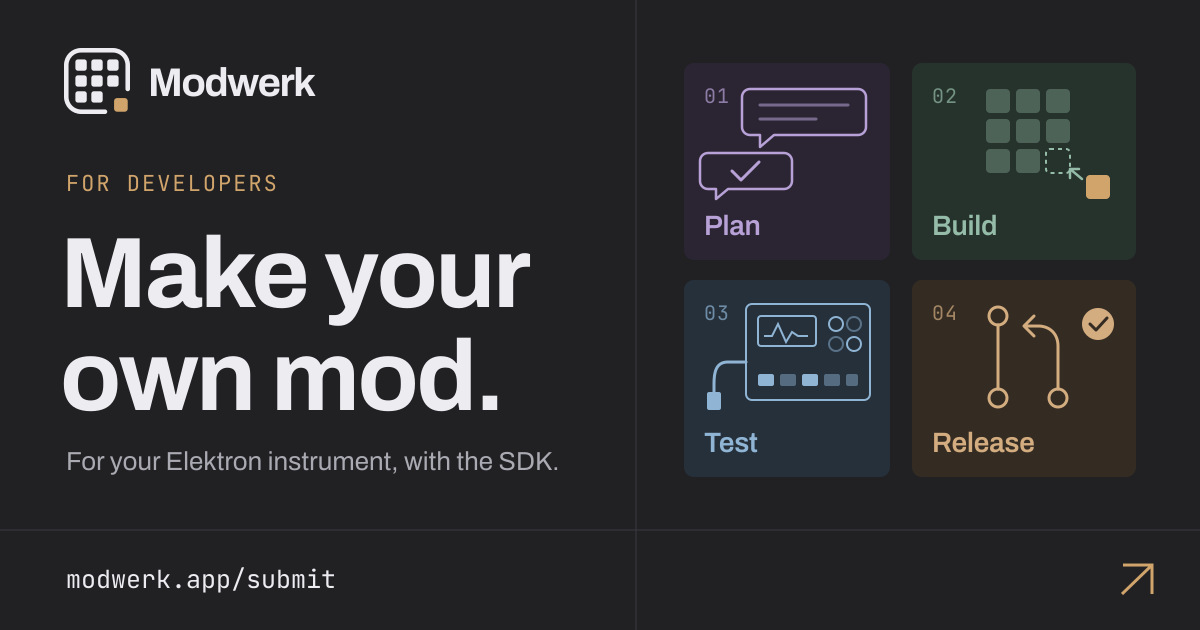 Modwerk
FOR DEVELOPERS
Make your
own mod.
For your Elektron instrument, with the SDK.
modwerk.app/submit
01
Plan
02
Build
03
Test
04
Release